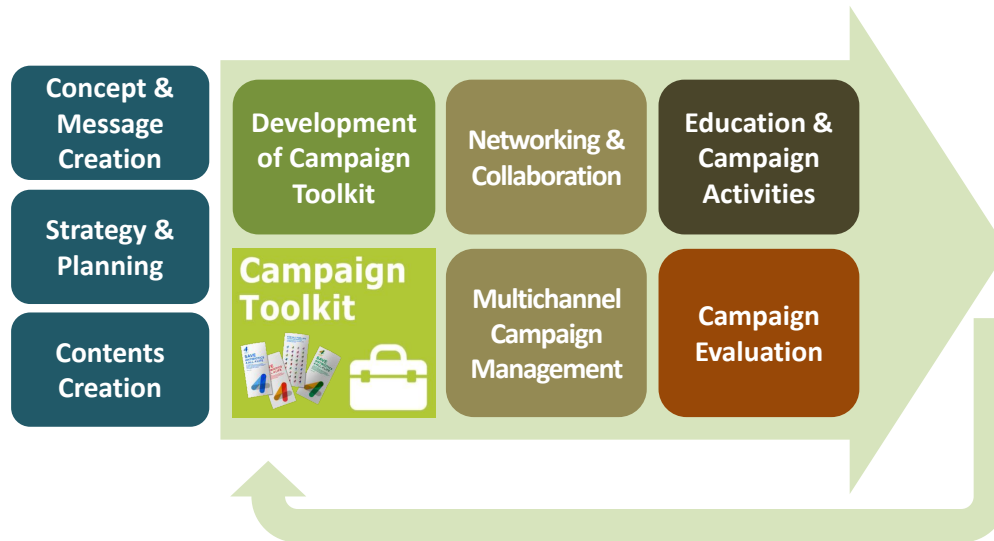 Concept &
Message
Creation
Strategy &
Planning
Contents
Creation
Development
of Campaign
Toolkit
Networking &
Collaboration
Education &
Campaign
Activities
Campaign
Toolkit
Multichannel
Campaign
Management
Campaign
Evaluation